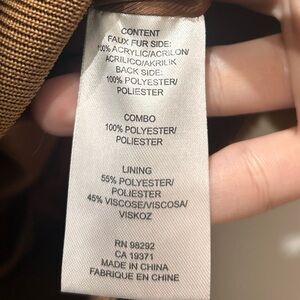 CONTENT
FAUX FUR SIDE:
100% ACRYLIC/ACRILON/
ACRILICO/AKRILIK
BACK SIDE:
100% POLYESTER/
POLIESTER
COMBO
100% POLYESTER/
POLIESTER
LINING
55% POLYESTER/
POLIESTER
45% VISCOSE/VISCOSA/
VISKOZ
RN 98292
CA 19371
MADE IN CHINA
FABRIQUE EN CHINE